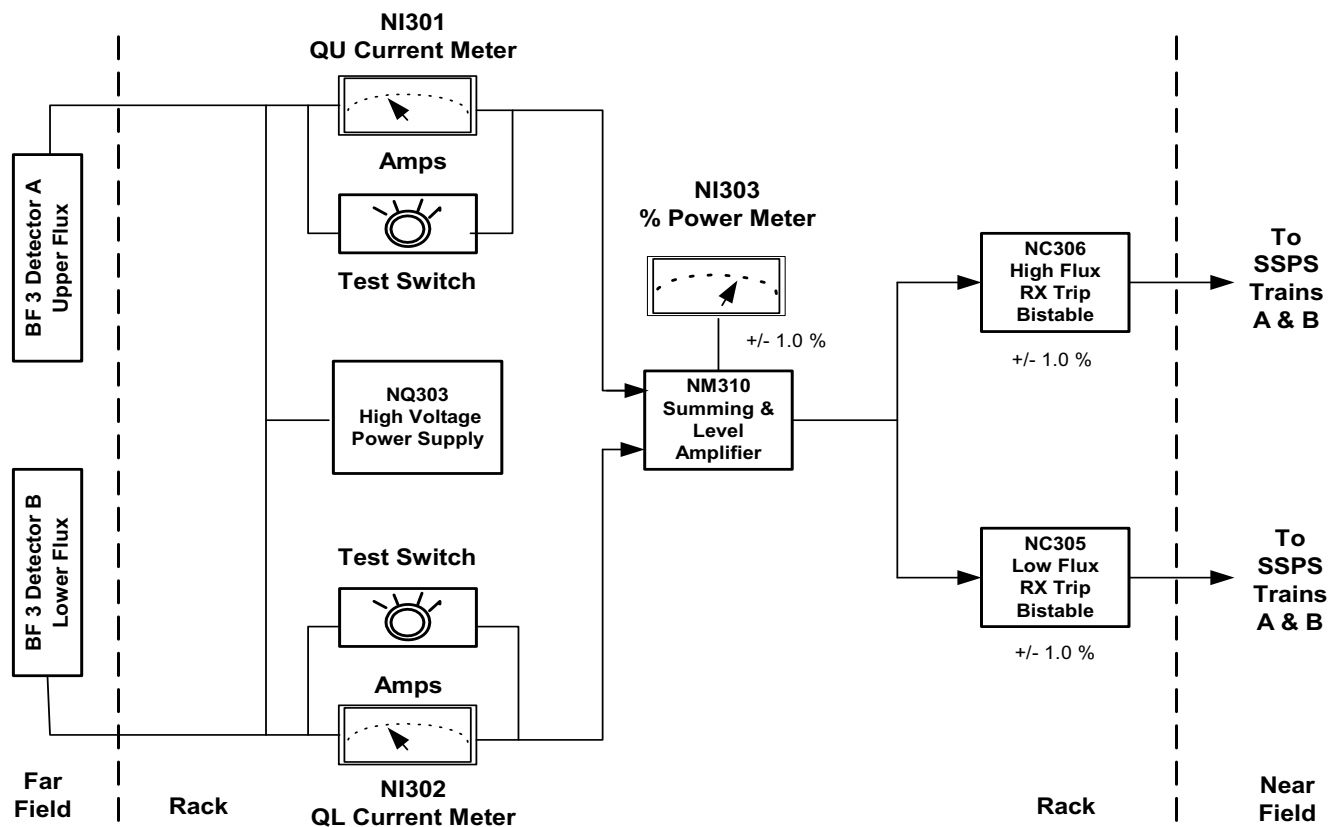 NI301
QU Current Meter
Amps
Test Switch
BF 3 Detector A
Upper Flux
NI303
% Power Meter
+/- 1.0 %
NC306
High Flux
RX Trip
Bistable
+/- 1.0 %
To
SSPS
Trains
A & B
NQ303
High Voltage
Power Supply
NM310
Summing &
Level
Amplifier
BF 3 Detector B
Lower Flux
Test Switch
Amps
NI302
QL Current Meter
NC305
Low Flux
RX Trip
Bistable
+/- 1.0 %
To
SSPS
Trains
A & B
Far
Field
Rack
Rack
Near
Field